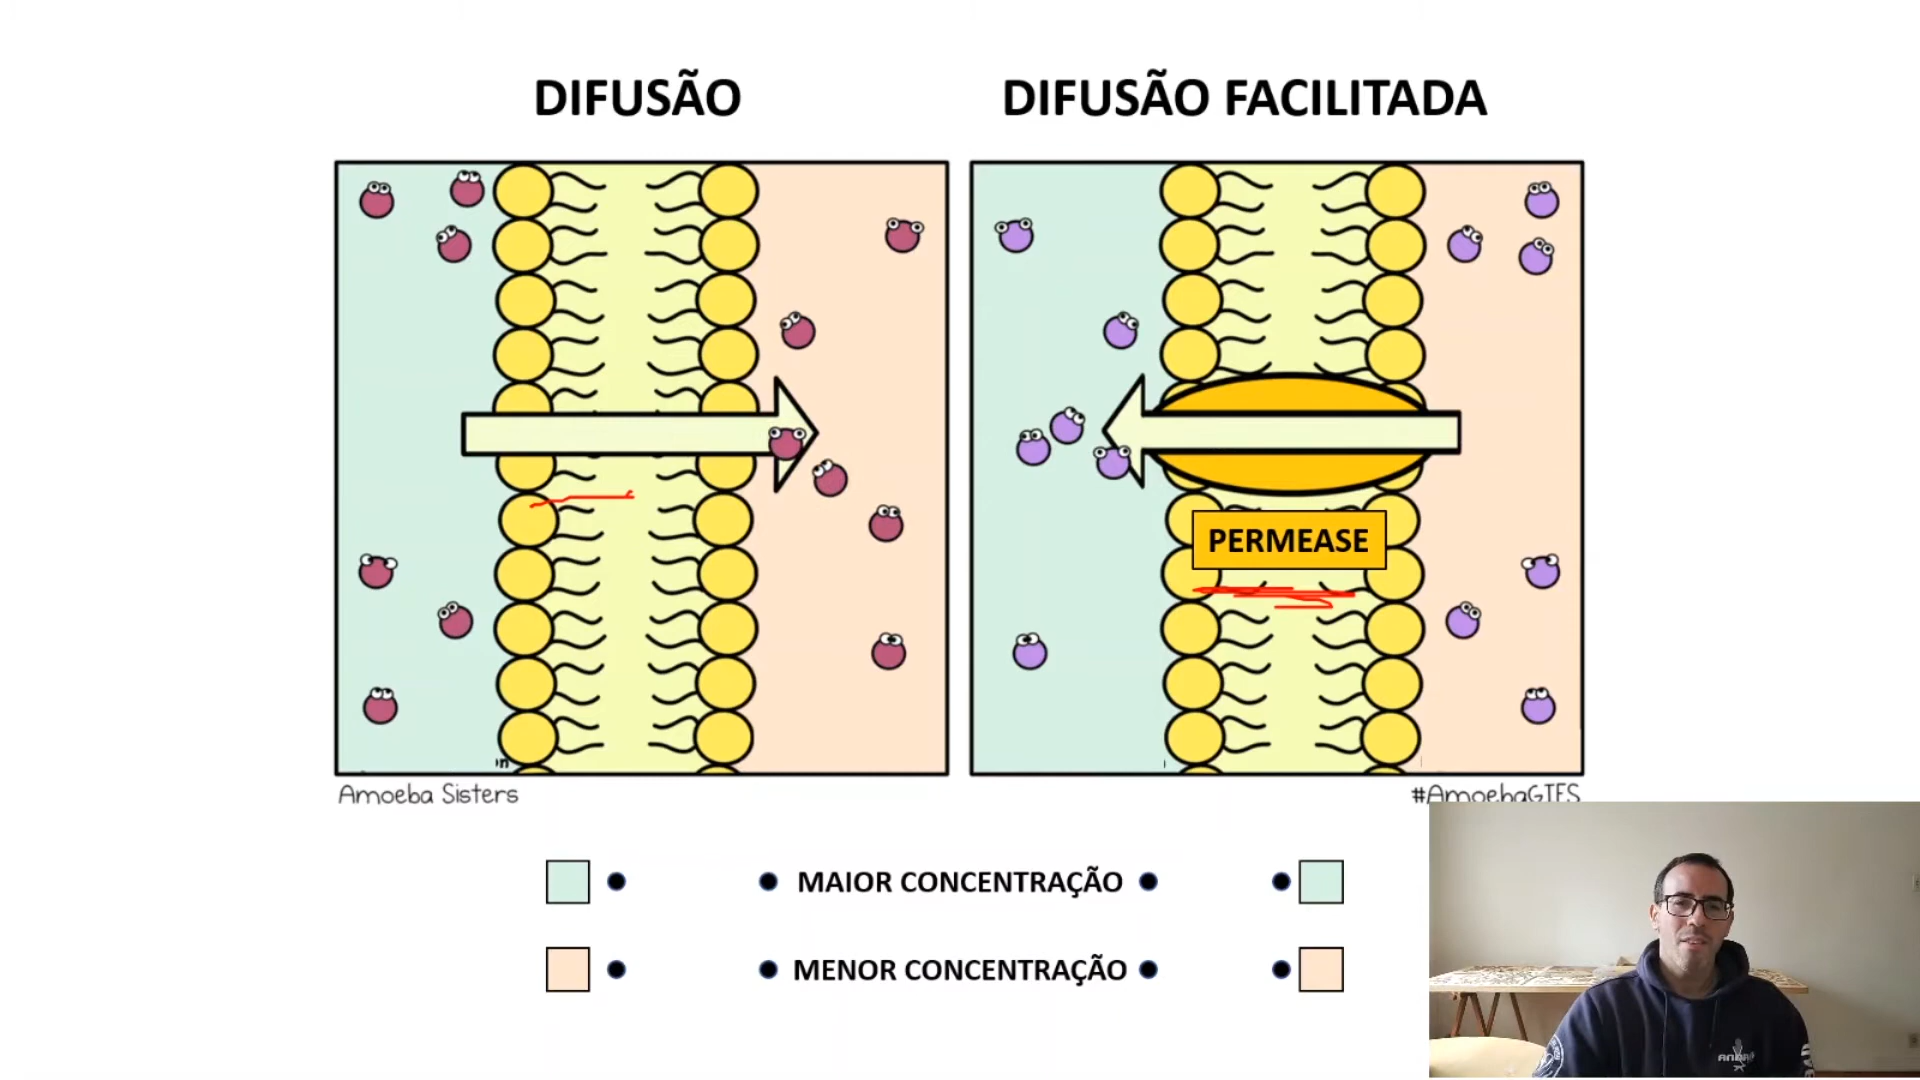 DIFUSÃO
DIFUSÃO FACILITADA
PERMEASE
Amoeba Sisters
#AmoebaGIFS
MAIOR CONCENTRAÇÃO
MENOR CONCENTRAÇÃO